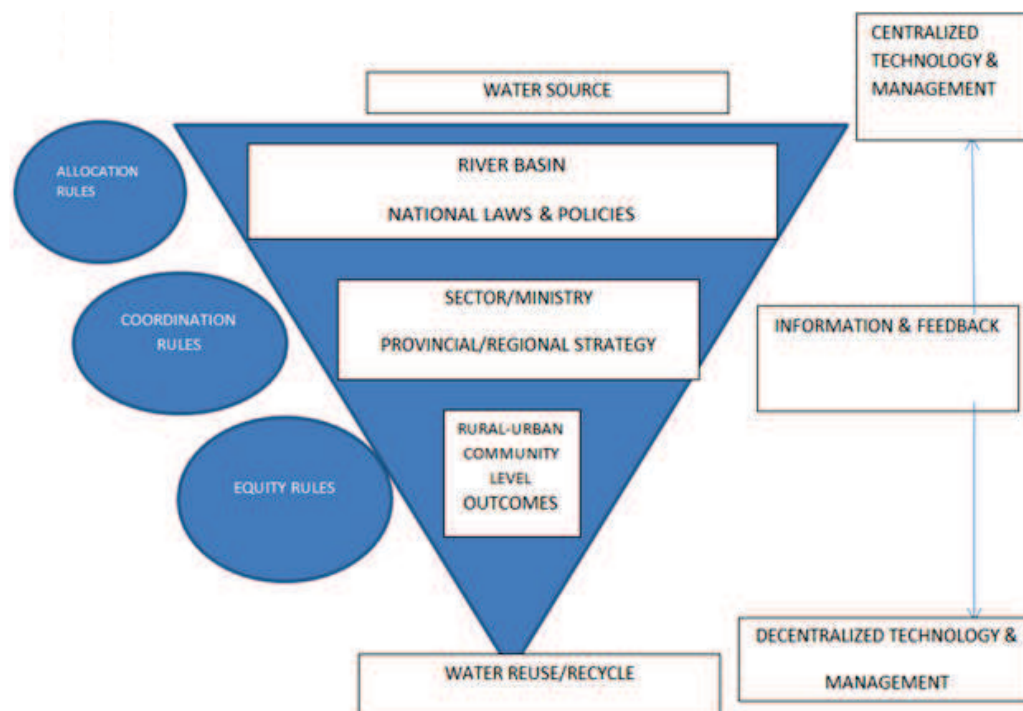 CENTRALIZED
TECHNOLOGY &
MANAGEMENT
WATER SOURCE
ALLOCATION
RULES
RIVER BASIN
NATIONAL LAWS & POLICIES
COORDINATION
RULES
SECTOR/MINISTRY
PROVINCIAL/REGIONAL STRATEGY
INFORMATION & FEEDBACK
EQUITY RULES
RURAL-URBAN
COMMUNITY
LEVEL
OUTCOMES
WATER REUSE/RECYCLE
DECENTRALIZED TECHNOLOGY &
MANAGEMENT